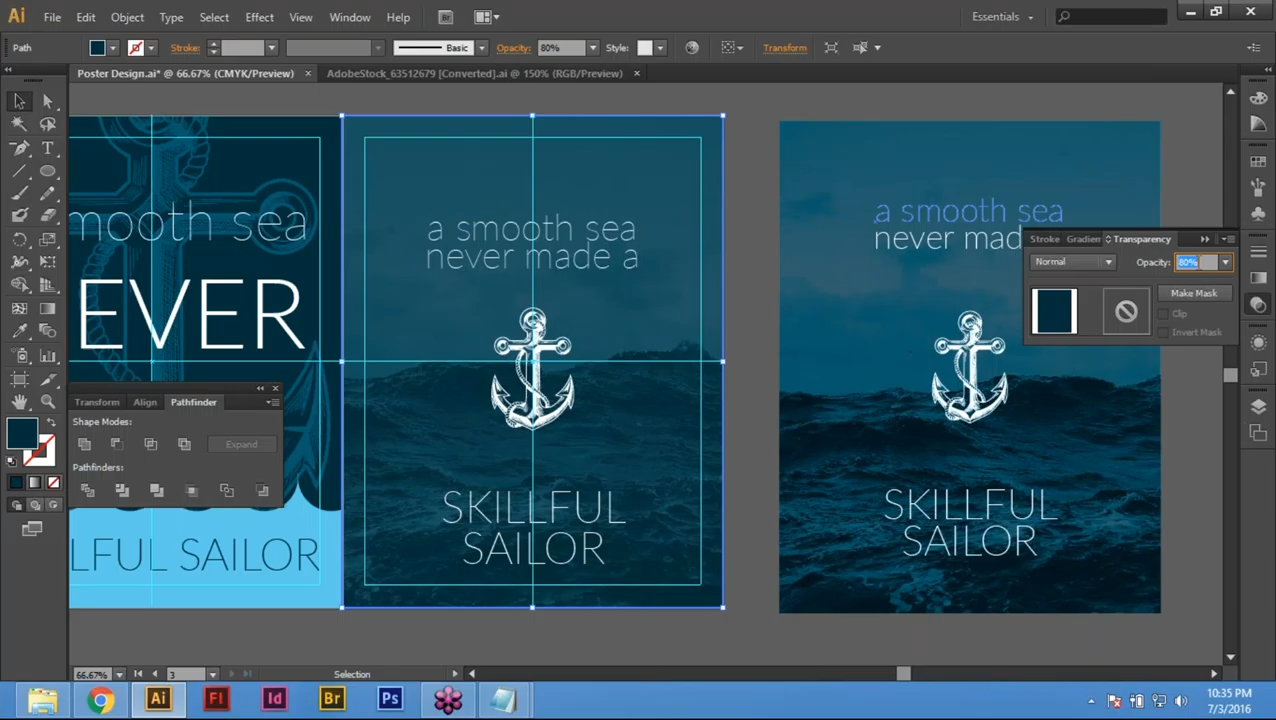 Ai File Edit Object Type Select Effect View Window Help Br Essentials
Path Stroke: Basic Opacity: 80% Style: Transform
Poster Design.ai* @ 66.67% (CMYK/Preview) × AdobeStock_63512679 [Converted].ai @ 150% (RGB/Preview) ×
mooth sea
EVER
LFUL SAILOR
a smooth sea
never made a
SKILLFUL
SAILOR
a smooth sea
never mad
SKILLFUL
SAILOR
Stroke Gradien Transparency
Normal Opacity: 80%
Make Mask
Clip
Invert Mask
Transform Align Pathfinder
Shape Modes:
Expand
Pathfinders:
66.67% 3 Selection
Ai Fl Id Br Ps
10:35 PM
7/3/2016